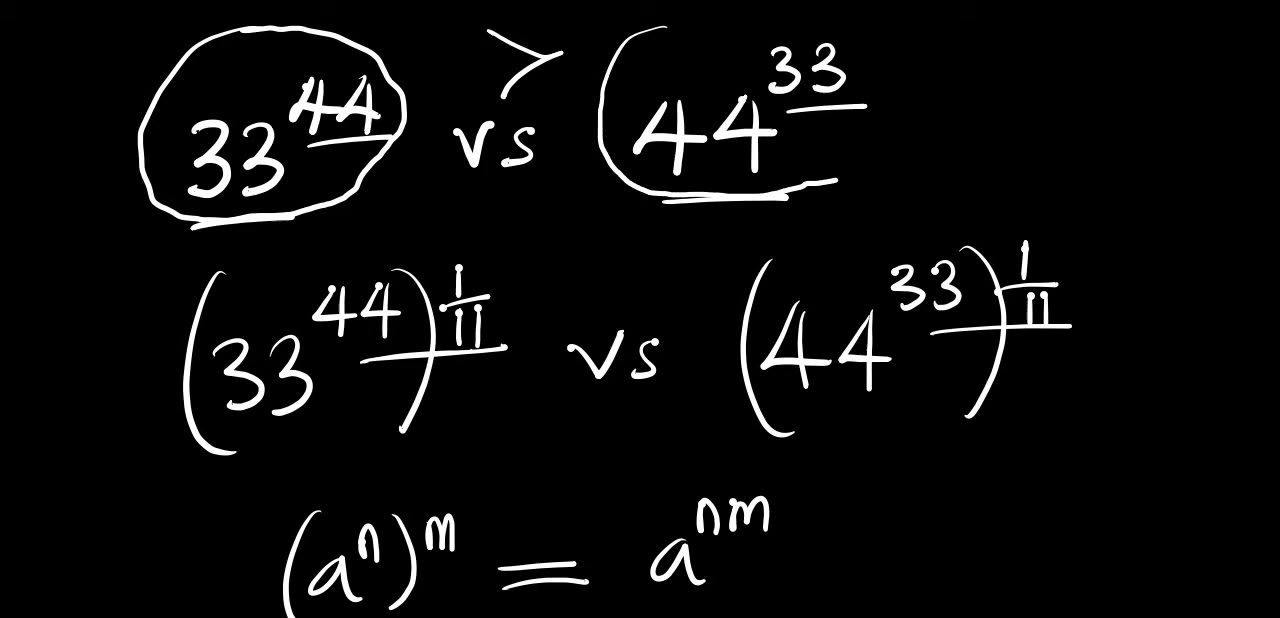 >
33^44 vs 44^33
(33^44)^1/11 vs (44^33)^1/11
(a^n)^m = a^nm